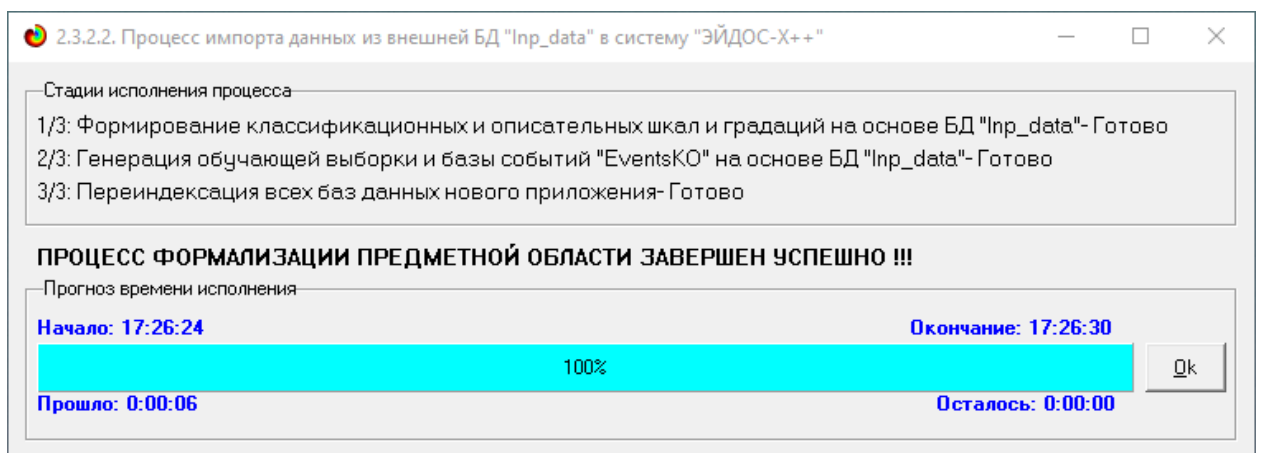 2.3.2.2. Процесс импорта данных из внешней БД "Inp_data" в систему "ЭЙДОС-Х++"
Стадии исполнения процесса
1/3: Формирование классификационных и описательных шкал и градаций на основе БД "Inp_data"- Готово
2/3: Генерация обучающей выборки и базы событий "EventsKO" на основе БД "Inp_data"- Готово
3/3: Переиндексация всех баз данных нового приложения- Готово
ПРОЦЕСС ФОРМАЛИЗАЦИИ ПРЕДМЕТНОЙ ОБЛАСТИ ЗАВЕРШЕН УСПЕШНО !!!
Прогноз времени исполнения
Начало: 17:26:24 Окончание: 17:26:30
100% Ok
Прошло: 0:00:06 Осталось: 0:00:00